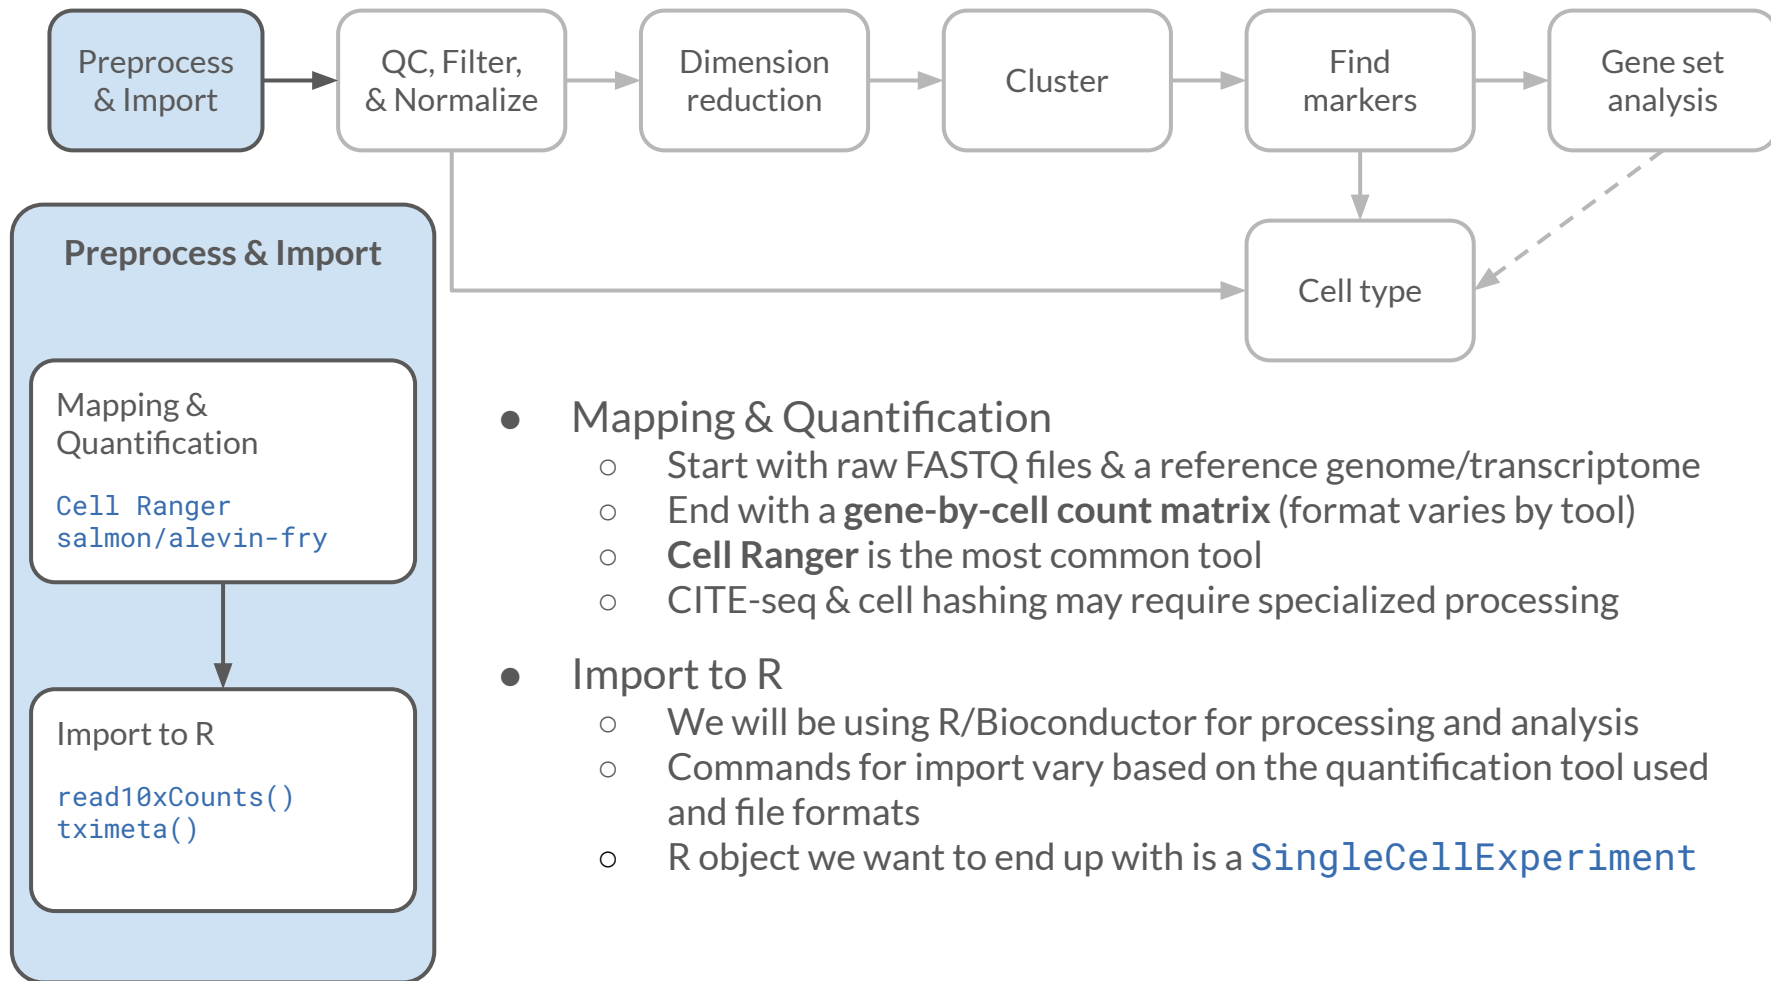 Preprocess
& Import
QC, Filter,
& Normalize
Dimension
reduction
Cluster
Find
markers
Gene set
analysis
Cell type
Preprocess & Import
Mapping &
Quantification
Cell Ranger
salmon/alevin-fry
Import to R
read10xCounts()
tximeta()
● Mapping & Quantification
○ Start with raw FASTQ files & a reference genome/transcriptome
○ End with a gene-by-cell count matrix (format varies by tool)
○ Cell Ranger is the most common tool
○ CITE-seq & cell hashing may require specialized processing
● Import to R
○ We will be using R/Bioconductor for processing and analysis
○ Commands for import vary based on the quantification tool used
and file formats
○ R object we want to end up with is a SingleCellExperiment